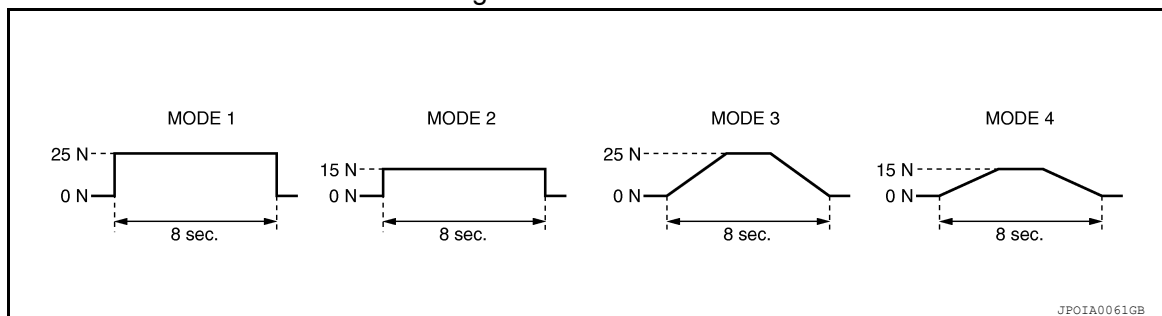 g
MODE 1
MODE 2
MODE 3
MODE 4
25 N
0 N
8 sec.
15 N
0 N
8 sec.
25 N
0 N
8 sec.
15 N
0 N
8 sec.
JPOIA0061GB